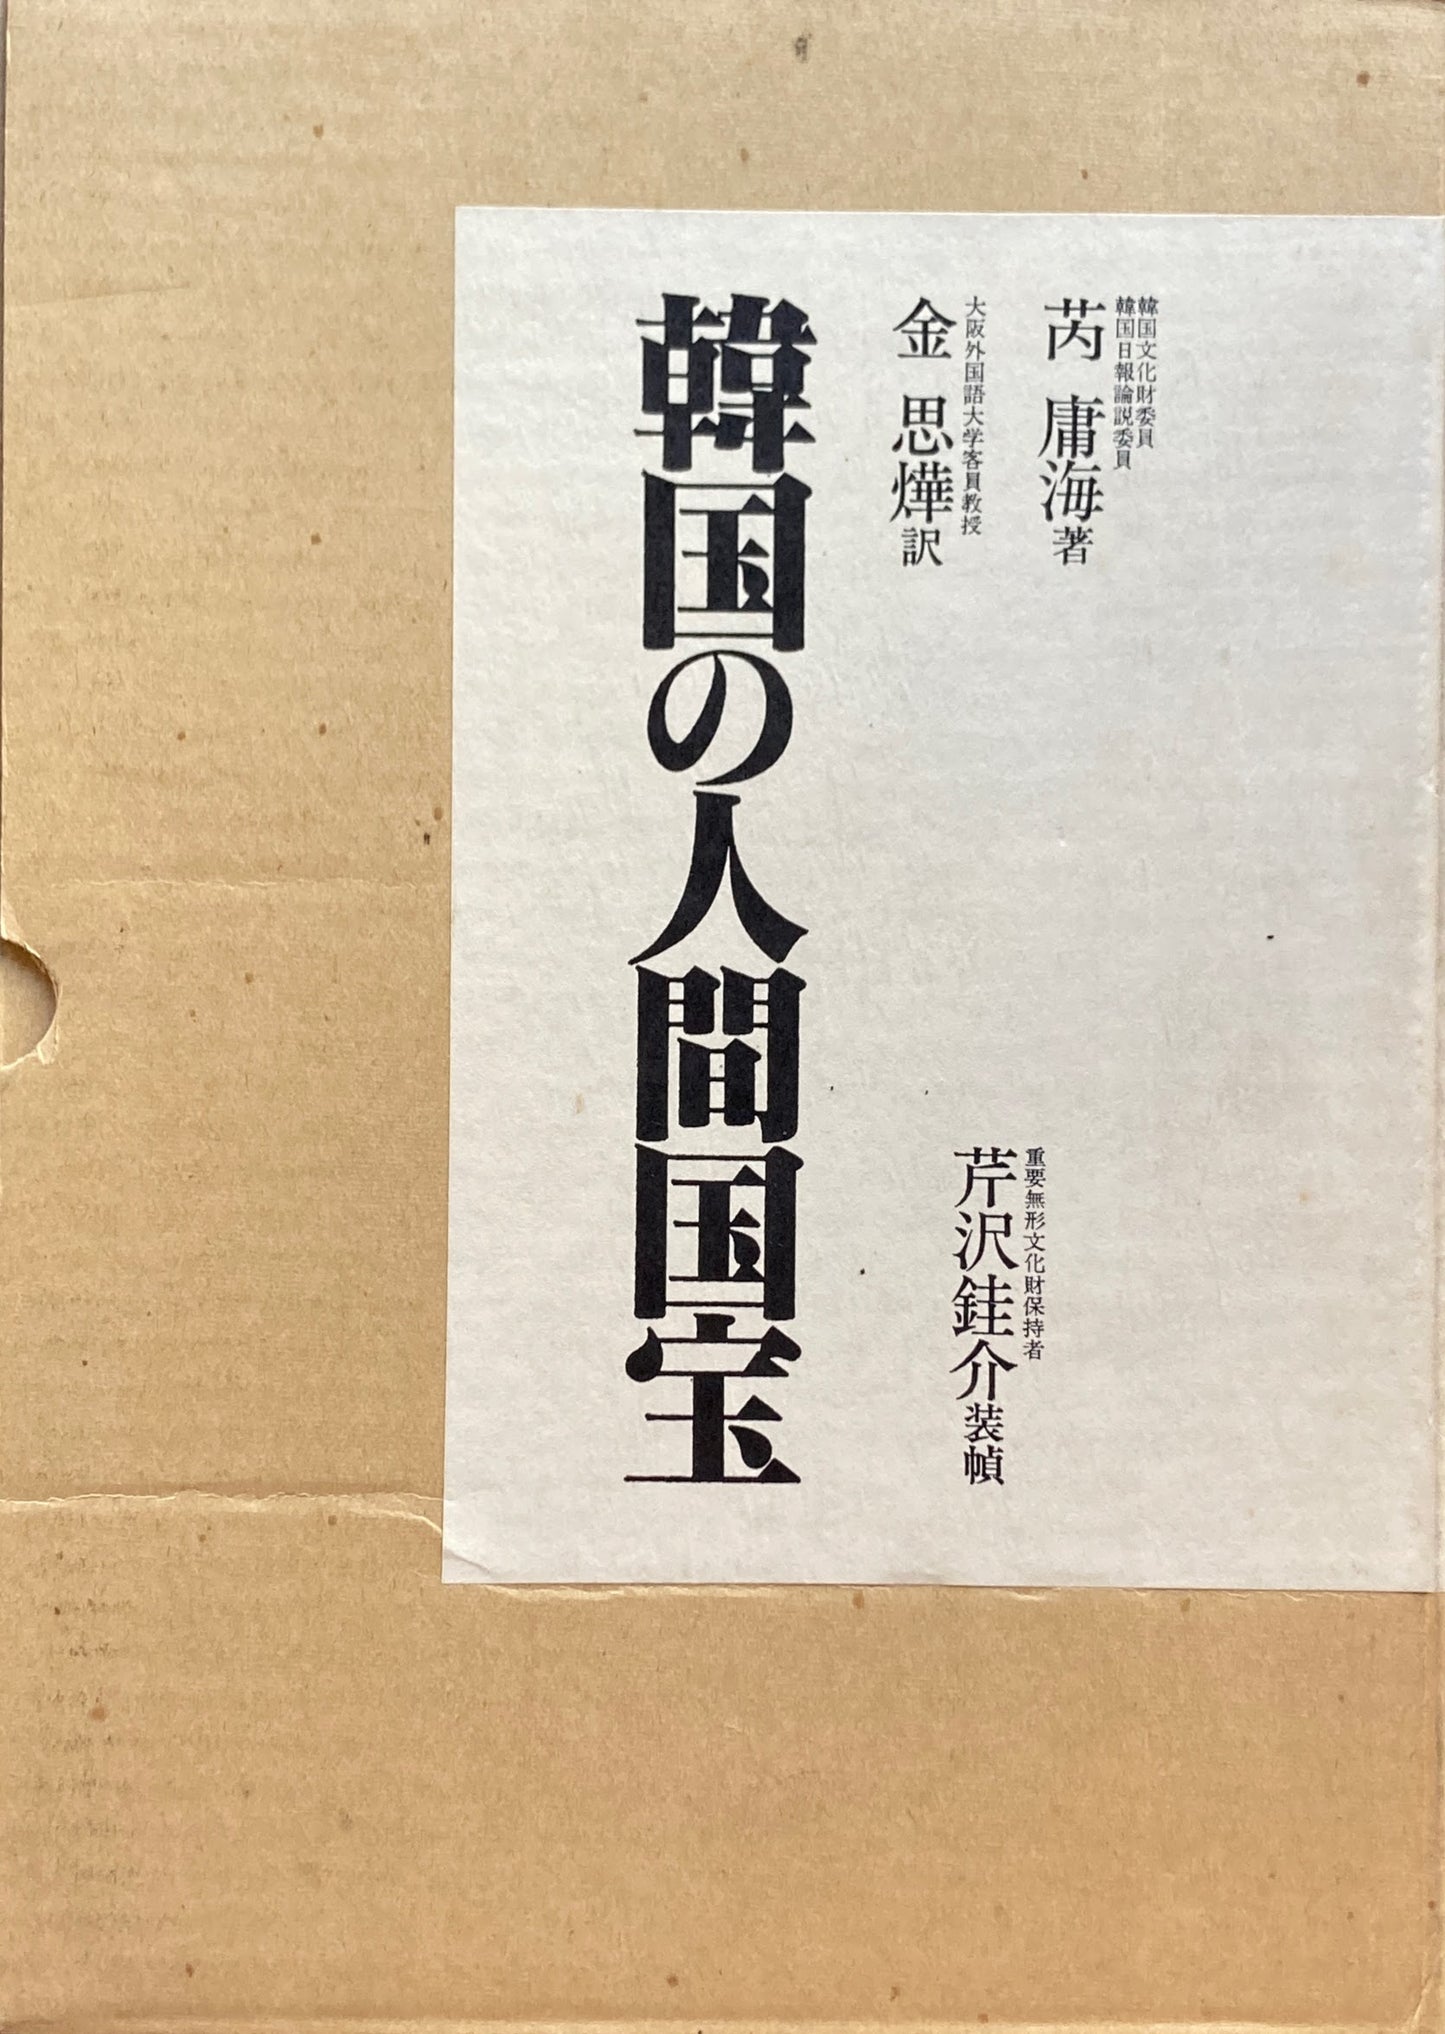 韓国文化財委員
韓国日報論説委員
芮 庸海著
大阪外国語大学客員教授
金 思燁訳
重要無形文化財保持者
芹沢銈介装幀
韓国の人間国宝